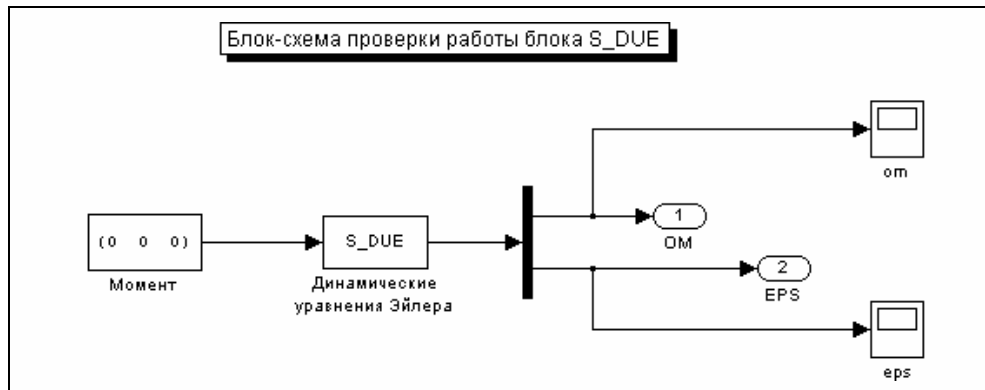 Блок-схема проверки работы блока S_DUE
om
1
OM
(0 0 0)
S_DUE
Момент
Динамические
уравнения Эйлера
2
EPS
eps